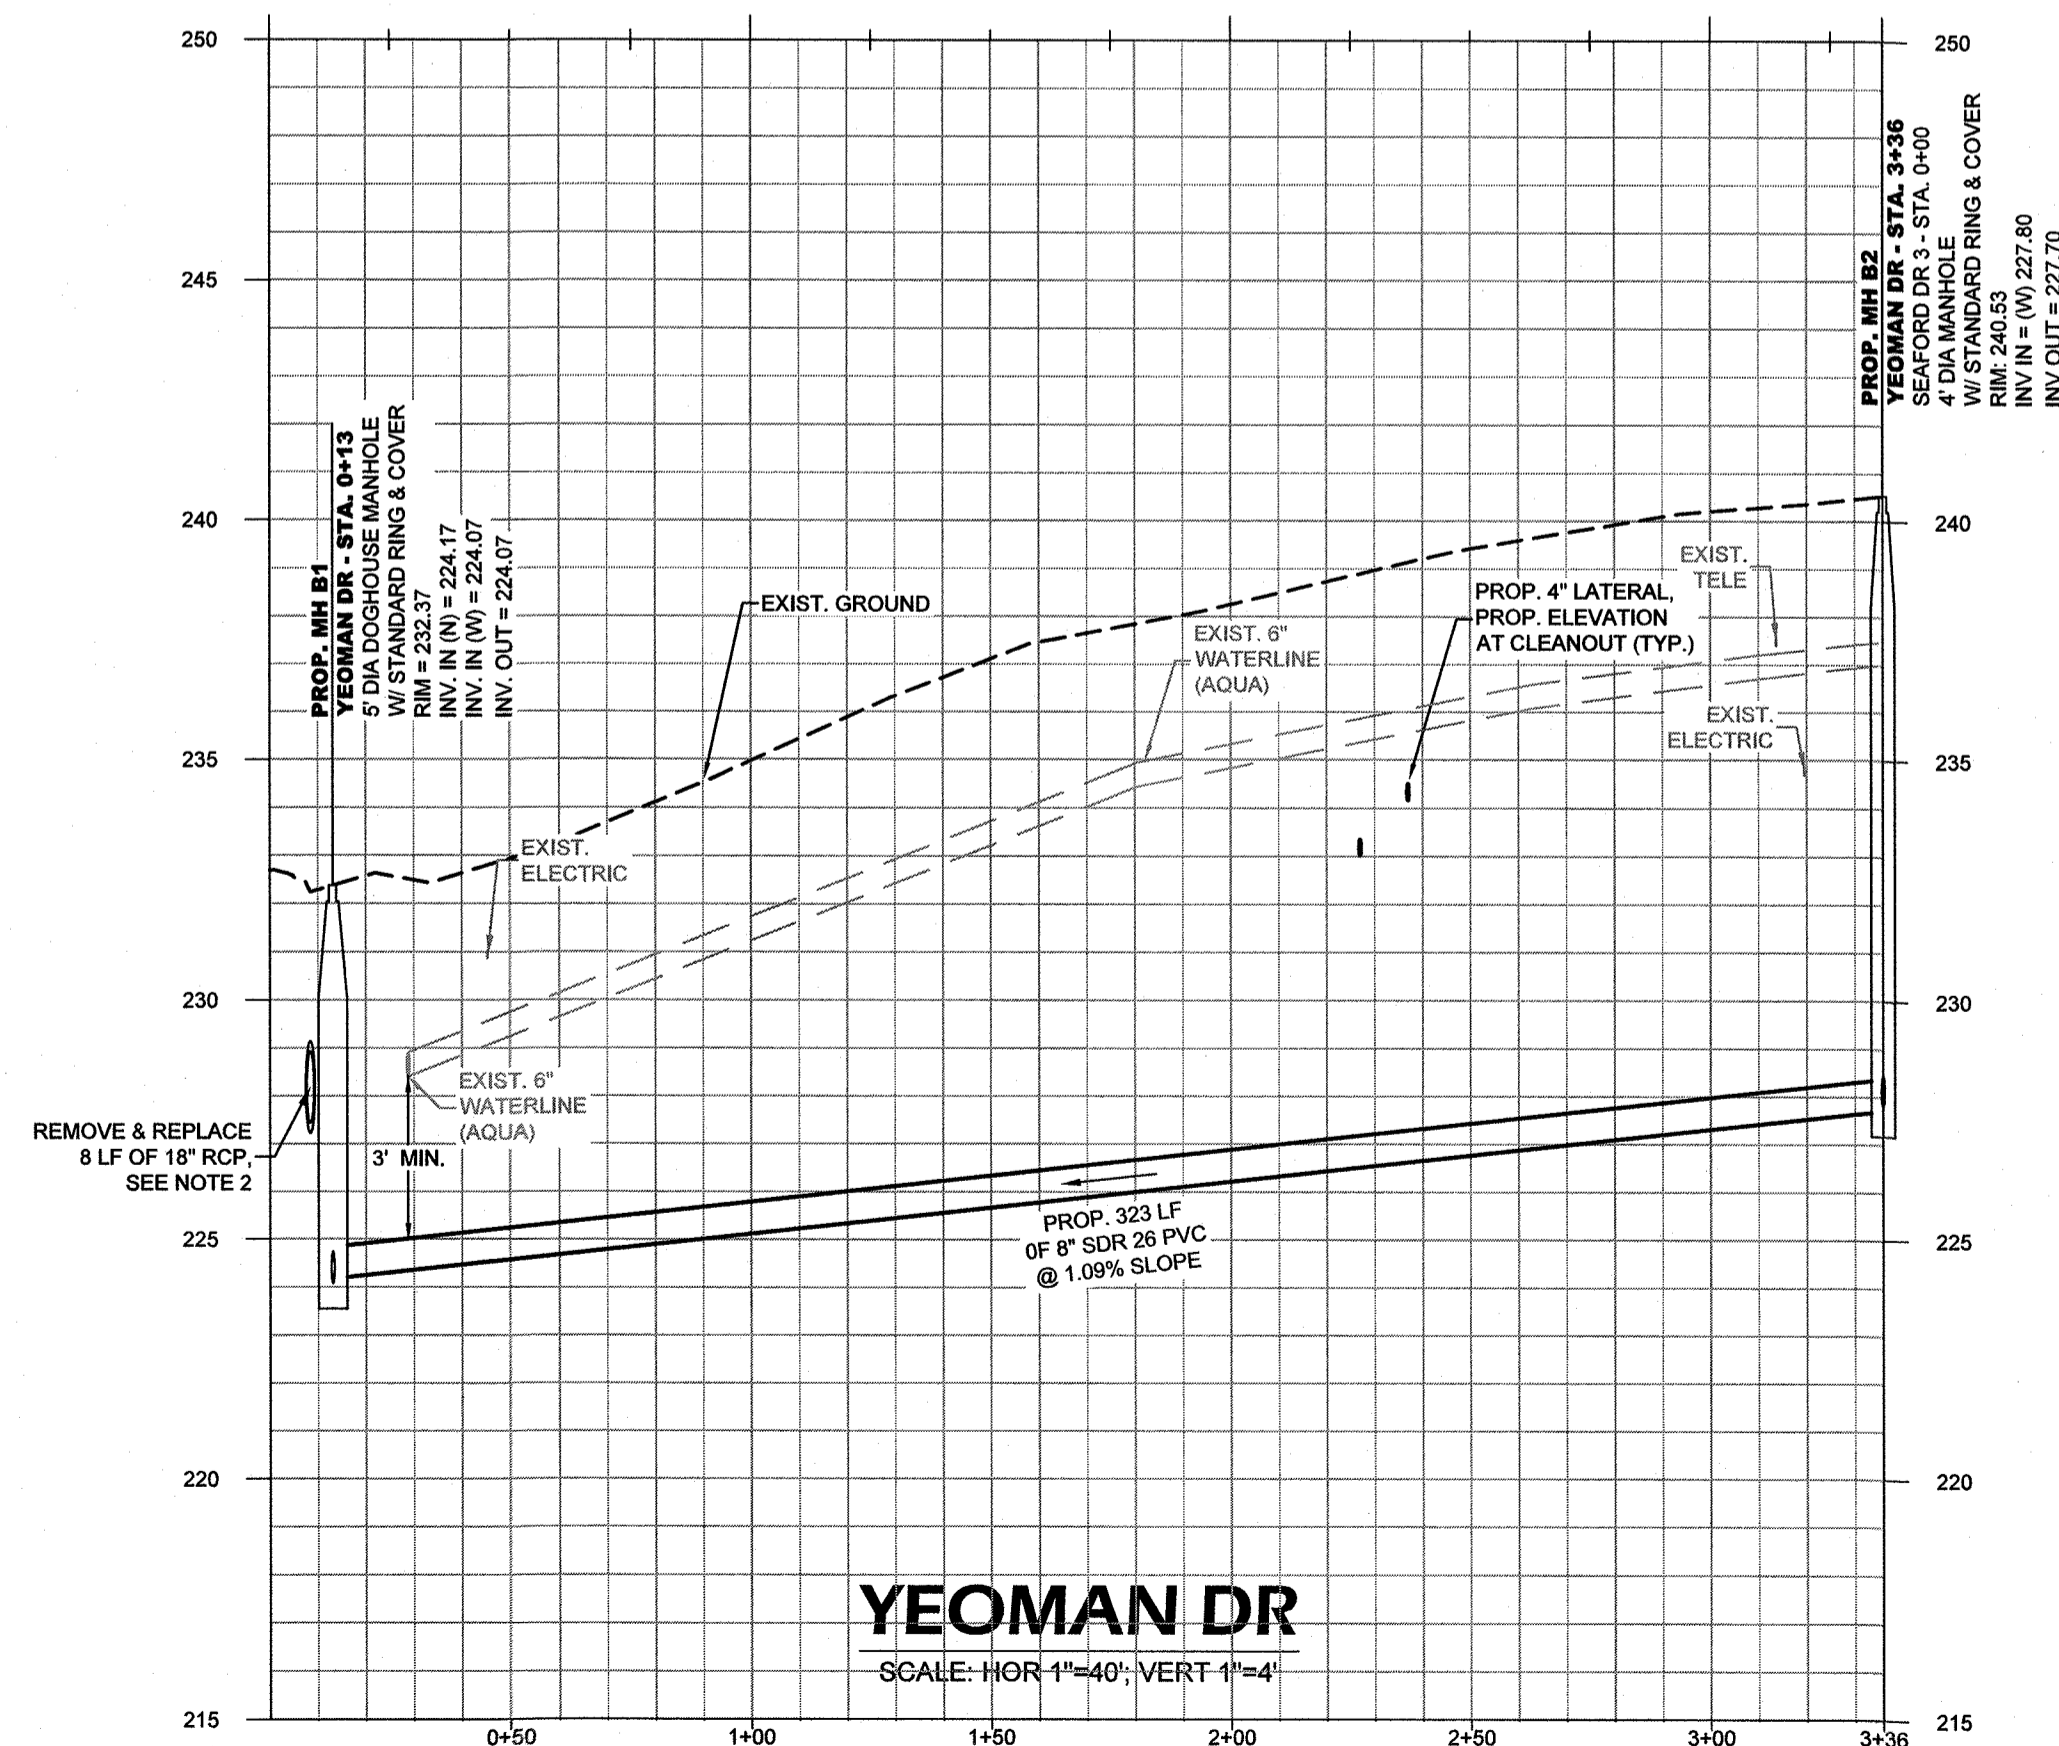 250
245
240
235
230
225
220
215
250
240
235
230
225
220
215
PROP. MH B1
YEOMAN DR - STA. 0+13
5' DIA DOGHOUSE MANHOLE
W/ STANDARD RING & COVER
RIM = 232.37
INV. IN (N) = 224.17
INV. IN (W) = 224.07
INV. OUT = 224.07
PROP. MH B2
YEOMAN DR - STA. 3+36
SEAFORD DR 3 - STA. 0+00
4' DIA MANHOLE
W/ STANDARD RING & COVER
RIM: 240.53
INV IN = (W) 227.80
INV OUT = 227.70
EXIST. GROUND
EXIST. 6"
WATERLINE
(AQUA)
PROP. 4" LATERAL,
PROP. ELEVATION
AT CLEANOUT (TYP.)
EXIST.
TELE
EXIST.
ELECTRIC
EXIST.
ELECTRIC
EXIST. 6"
WATERLINE
(AQUA)
3' MIN.
REMOVE & REPLACE
8 LF OF 18" RCP,
SEE NOTE 2
PROP. 323 LF
0F 8" SDR 26 PVC
@ 1.09% SLOPE
YEOMAN DR
SCALE: HOR 1"=40'; VERT 1"=4'
0+50
1+00
1+50
2+00
2+50
3+00
3+36